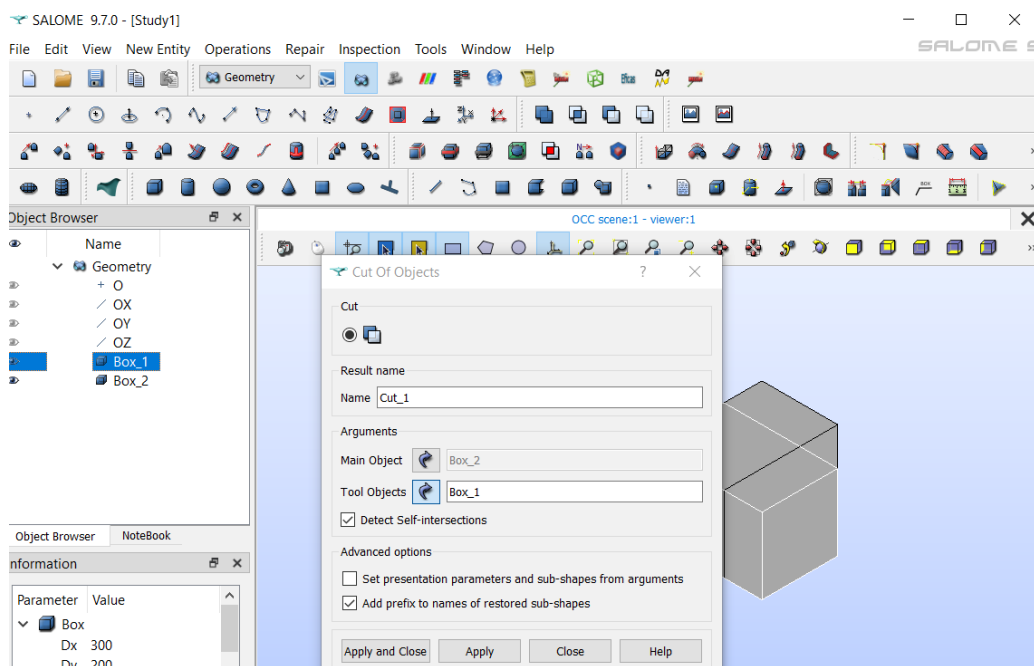 SALOME 9.7.0 - [Study1]
File Edit View New Entity Operations Repair Inspection Tools Window Help
SALOME
Geometry
Object Browser
OCC scene:1 - viewer:1
Name
Geometry
O
OX
OY
OZ
Box_1
Box_2
Cut Of Objects
?
Cut
Result name
Name Cut_1
Arguments
Main Object Box_2
Tool Objects Box_1
Detect Self-intersections
Advanced options
Set presentation parameters and sub-shapes from arguments
Add prefix to names of restored sub-shapes
Apply and Close Apply Close Help
Object Browser NoteBook
nformation
Parameter Value
Box
Dx 300
Dy 200